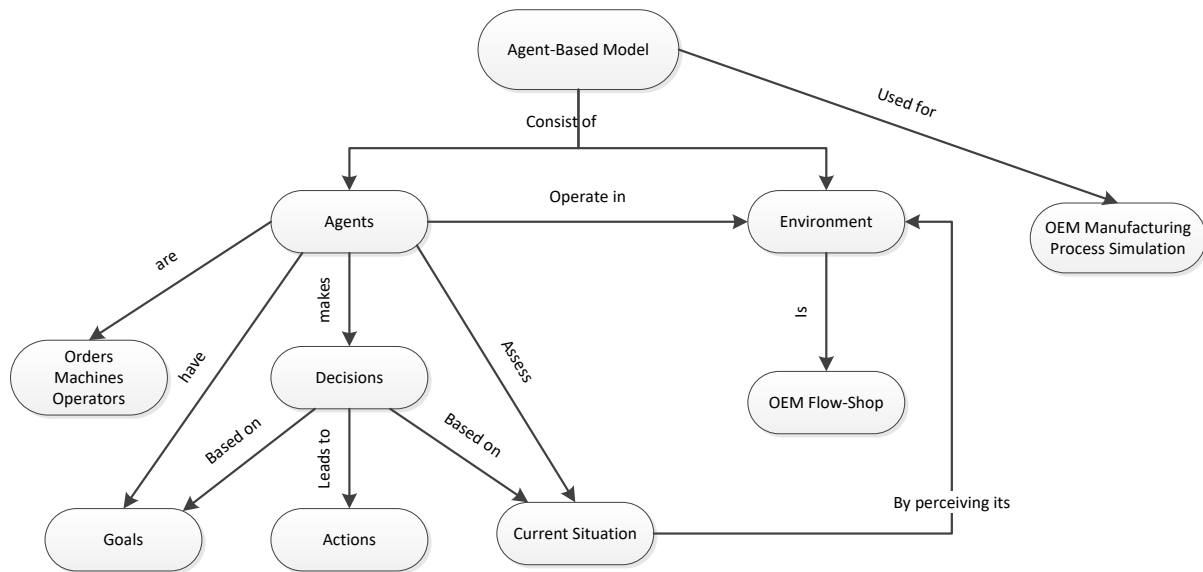 Agent-Based Model
Used for
Consist of
Agents
Operate in
Environment
OEM Manufacturing
Process Simulation
are
makes
Is
have
Assess
Orders
Machines
Operators
Decisions
OEM Flow-Shop
Based on
Leads to
Based on
By perceiving its
Goals
Actions
Current Situation